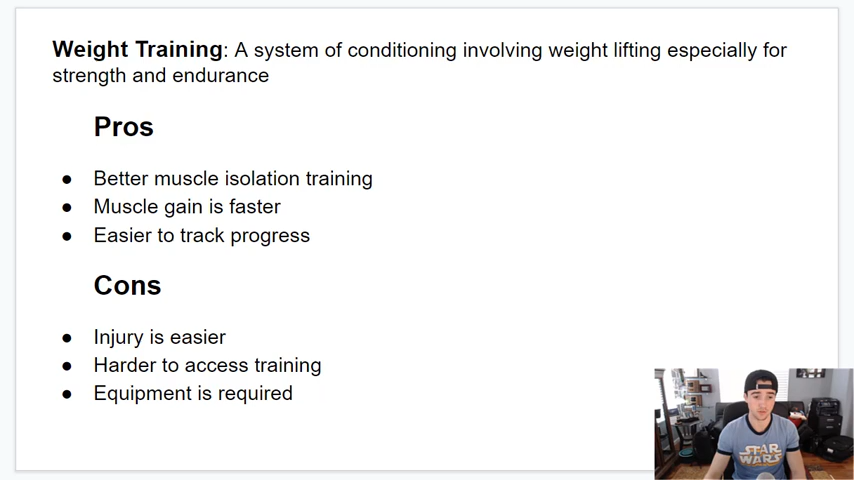 Weight Training: A system of conditioning involving weight lifting especially for
strength and endurance
Pros
● Better muscle isolation training
● Muscle gain is faster
● Easier to track progress
Cons
● Injury is easier
● Harder to access training
● Equipment is required
STAR
WARS